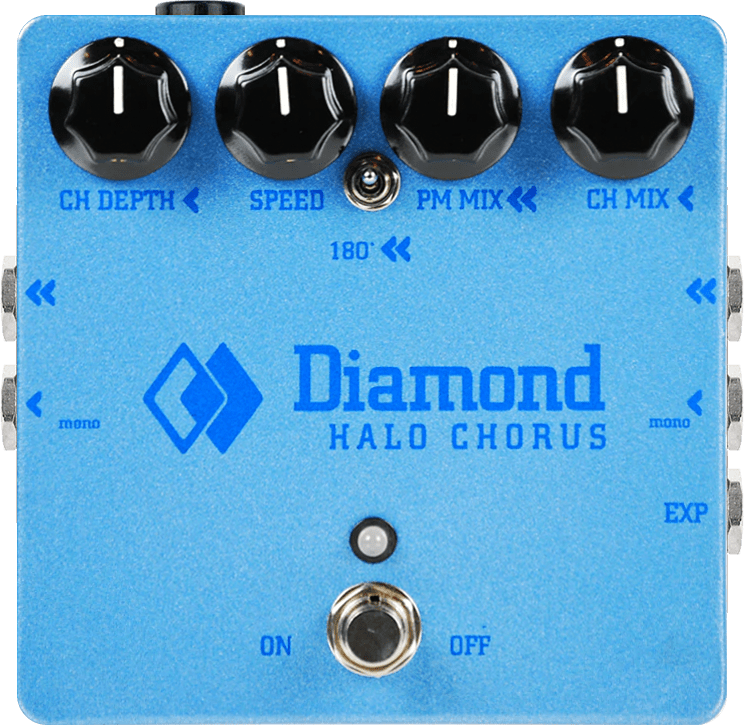 CH DEPTH SPEED PM MIX CH MIX
180°
mono mono
Diamond
HALO CHORUS
EXP
ON OFF